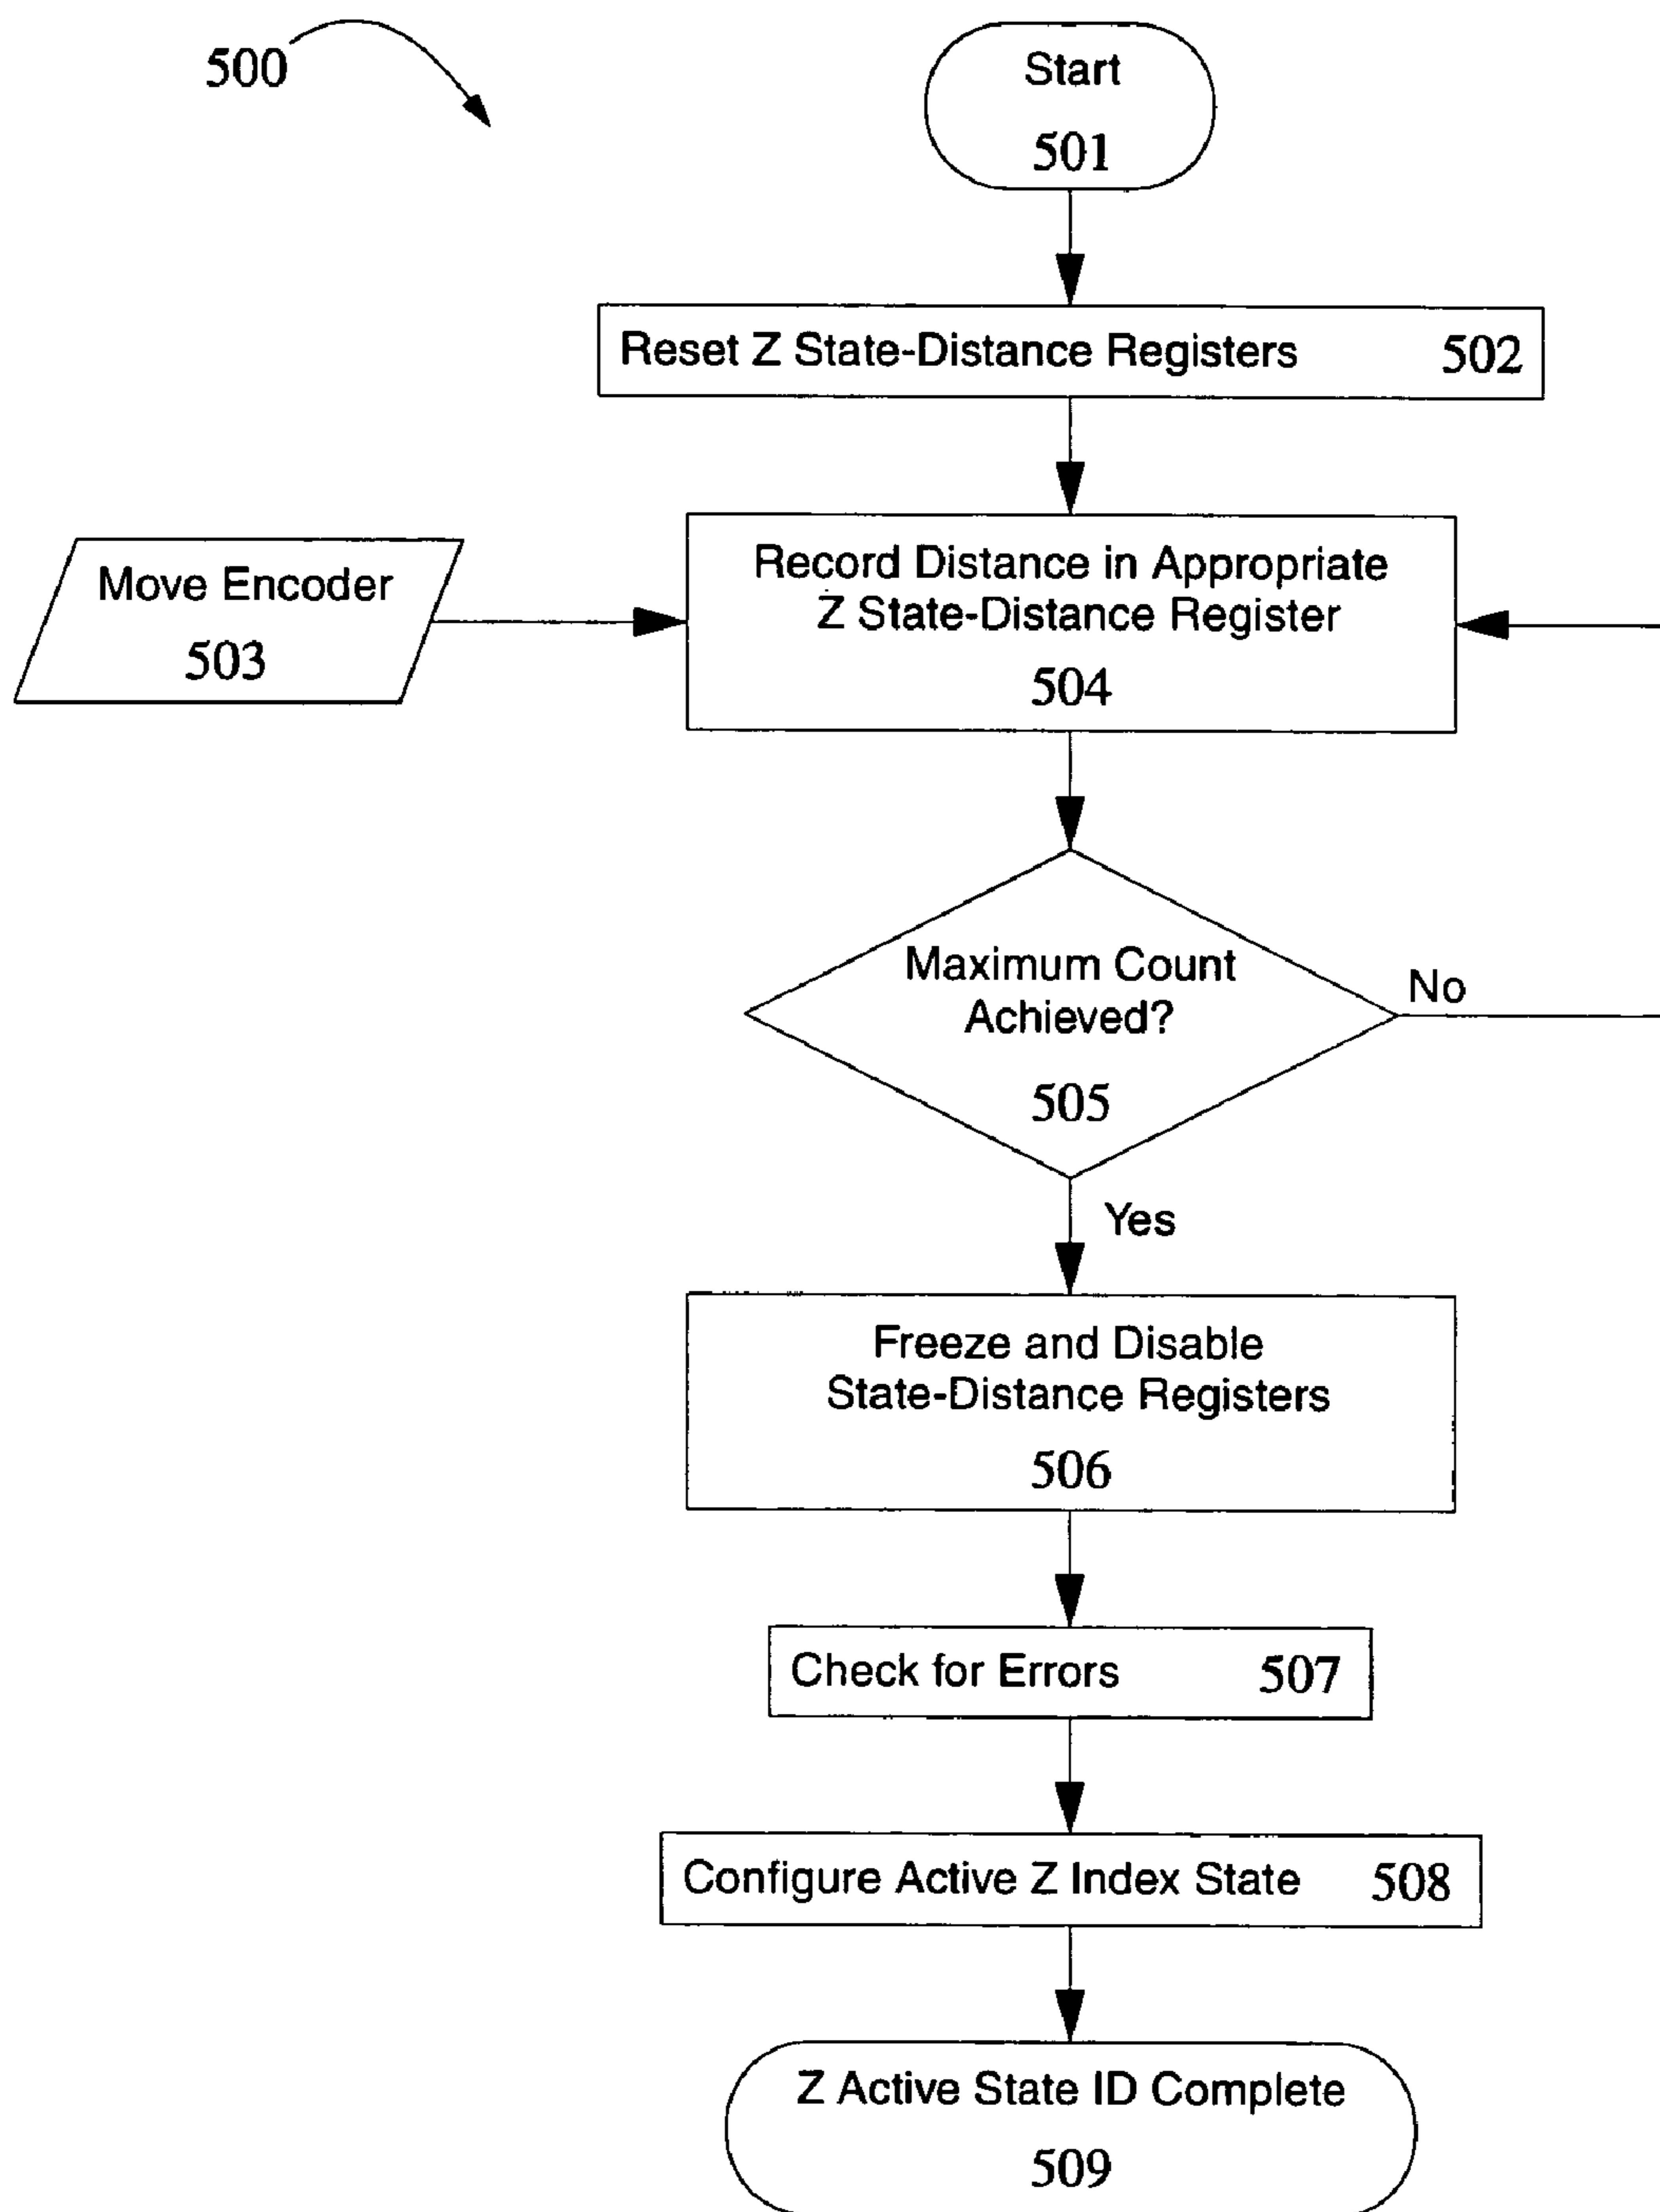 500
Start
501
Reset Z State-Distance Registers 502
Move Encoder
503
Record Distance in Appropriate
Z State-Distance Register
504
Maximum Count
Achieved?
505
No
Yes
Freeze and Disable
State-Distance Registers
506
Check for Errors 507
Configure Active Z Index State 508
Z Active State ID Complete
509